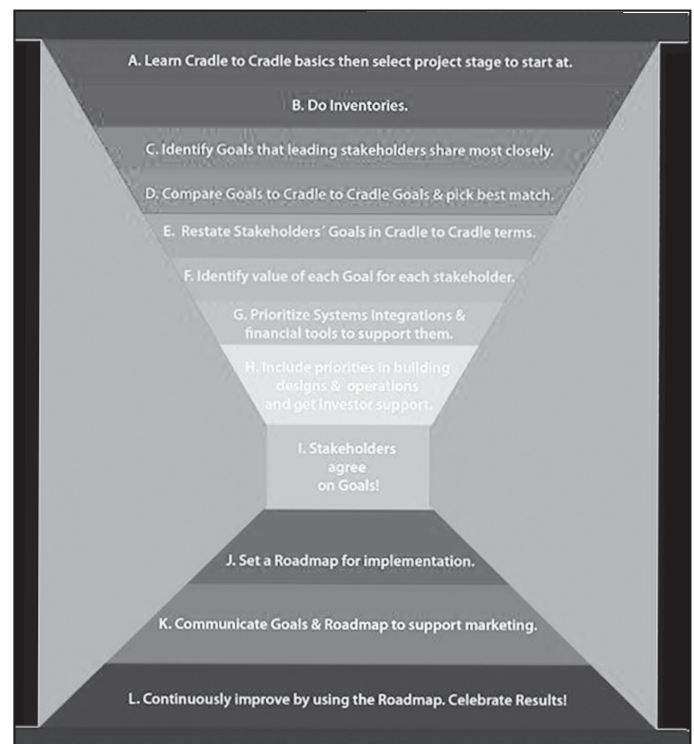 A. Learn Cradle to Cradle basics then select project stage to start at.
B. Do Inventories.
C. Identify Goals that leading stakeholders share most closely.
D. Compare Goals to Cradle to Cradle Goals & pick best match.
E. Restate Stakeholders´ Goals in Cradle to Cradle terms.
F. Identify value of each Goal for each stakeholder.
G. Prioritize Systems Integrations &
financial tools to support them.
H. Include priorities in building
designs & operations
and get investor support.
I. Stakeholders
agree
on Goals!
J. Set a Roadmap for implementation.
K. Communicate Goals & Roadmap to support marketing.
L. Continuously improve by using the Roadmap. Celebrate Results!